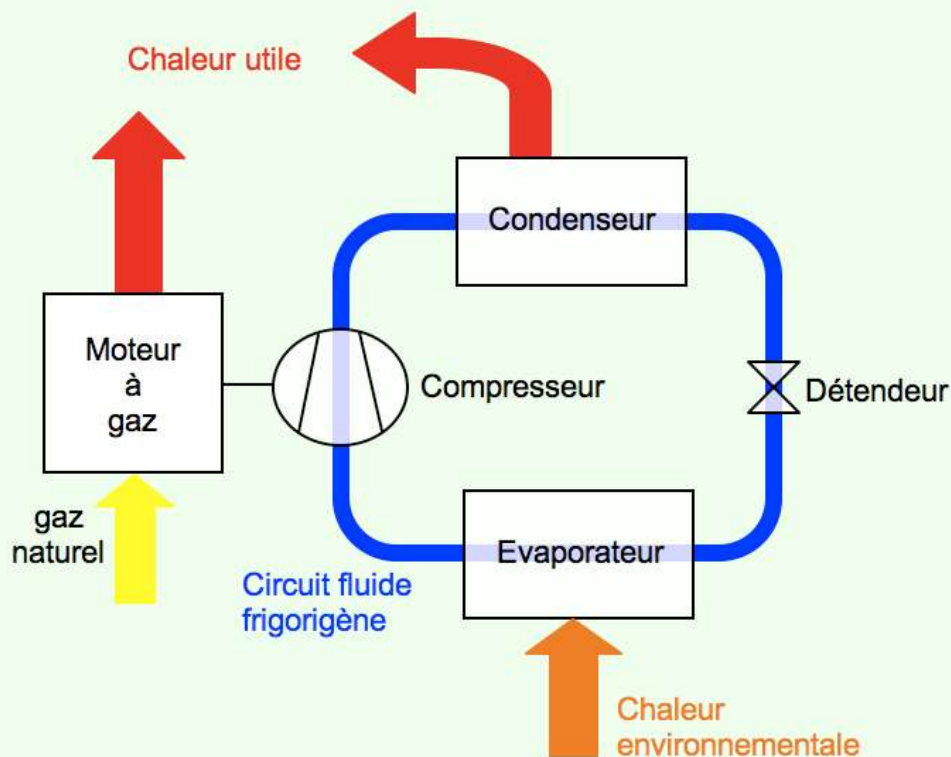 Chaleur utile
Condenseur
Moteur
à
gaz
Compresseur
Détendeur
gaz
naturel
Evaporateur
Circuit fluide
frigorigène
Chaleur
environnementale